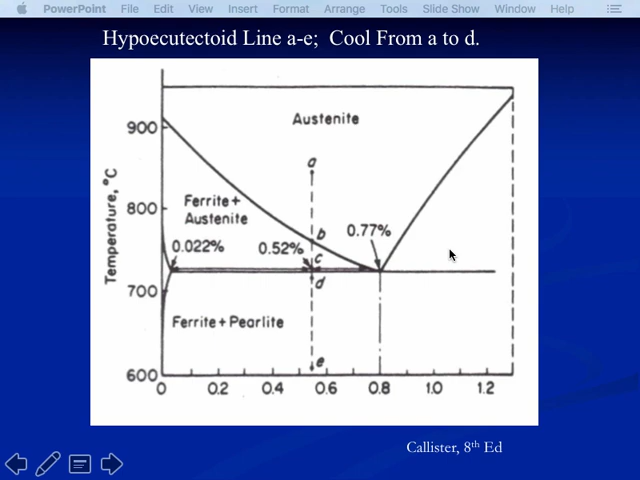 PowerPoint File Edit View Insert Format Arrange Tools Slide Show Window Help
Hypoecutectoid Line a-e; Cool From a to d.
Austenite
900
a
Ferrite+
Austenite
800
b
0.77%
0.022%
0.52%
c
d
Temperature, °C
700
Ferrite+Pearlite
e
600
0 0.2 0.4 0.6 0.8 1.0 1.2
Callister, 8th Ed